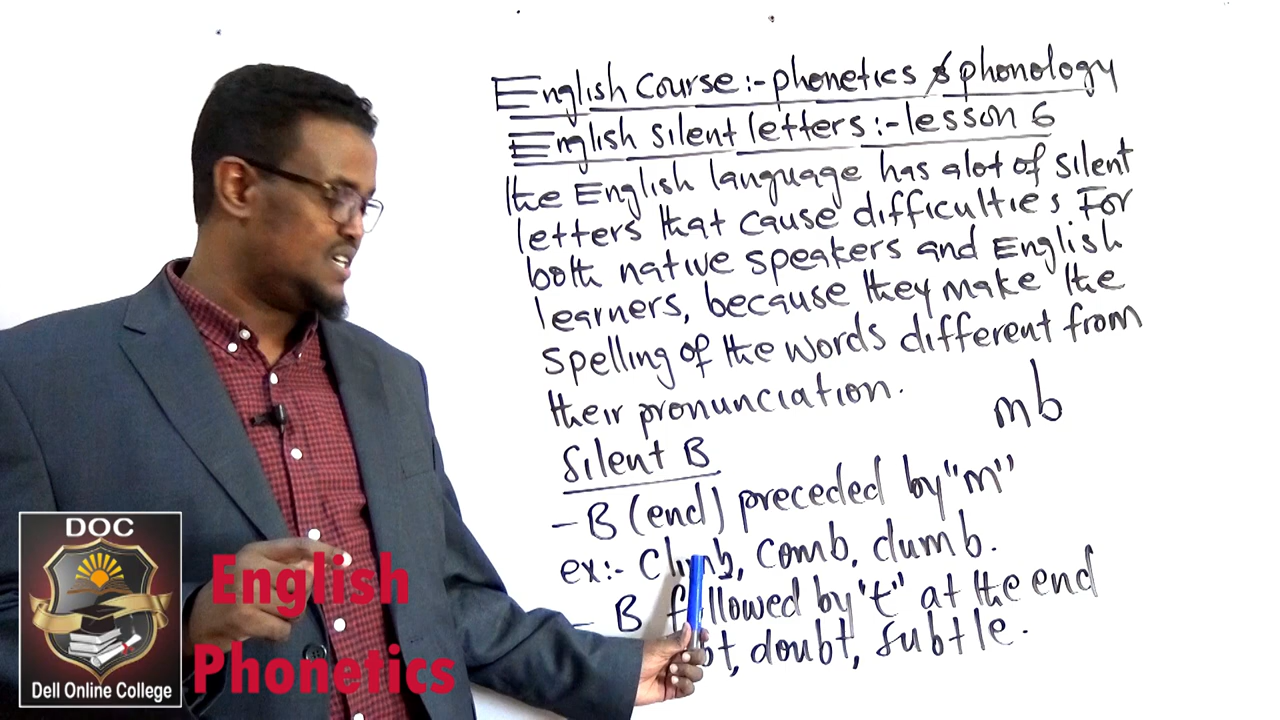 English Course:- phonetics & phonology
English silent letters:- lesson 6
the English language has alot of silent
letters that cause difficulties For
both native speakers and English
learners, because they make the
spelling of the words different from
their pronunciation.
mb
Silent B
- B (end) preceded by "m"
ex:- Climb, comb, dumb.
- B followed by "t" at the end
doubt, subtle.
DOC
Dell Online College
English
Phonetics